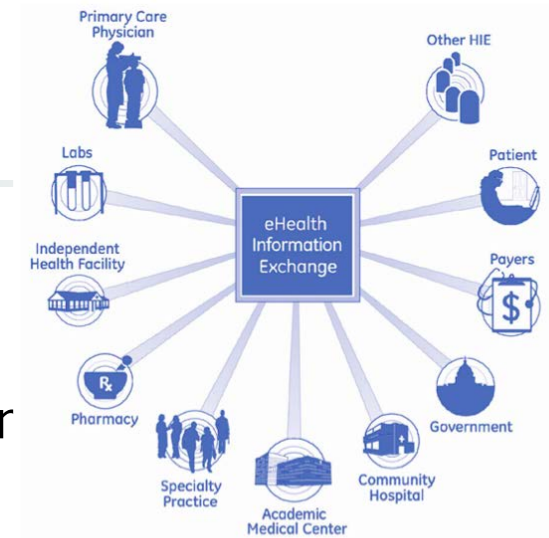 Primary Care
Physician
Other HIE
Labs
Patient
eHealth
Information
Exchange
Independent
Health Facility
Payers
$
Rx
Pharmacy
Government
Specialty
Practice
Community
Hospital
Academic
Medical Center
r